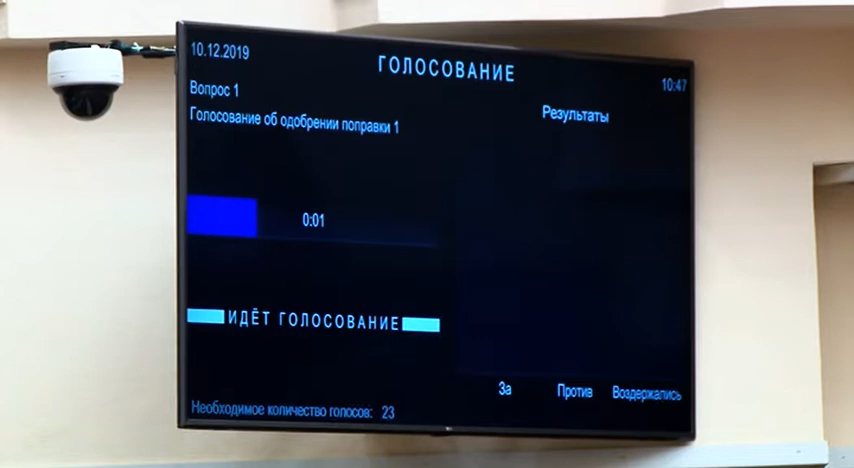 10.12.2019
ГОЛОСОВАНИЕ
10:47
Вопрос 1
Голосование об одобрении поправки 1
Результаты
0:01
ИДЁТ ГОЛОСОВАНИЕ
За
Против
Воздержались
Необходимое количество голосов: 23